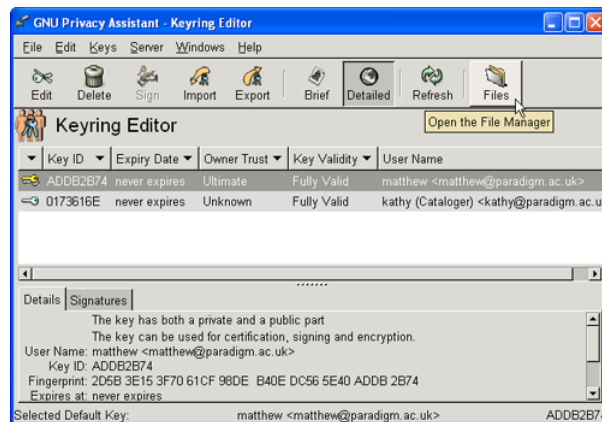 GNU Privacy Assistant - Keyring Editor
File Edit Keys Server Windows Help
Edit Delete Sign Import Export Brief Detailed Refresh Files
Keyring Editor
Open the File Manager
Key ID Expiry Date Owner Trust Key Validity User Name
ADDB2B74 never expires Ultimate Fully Valid matthew <matthew@paradigm.ac.uk>
0173616E never expires Unknown Fully Valid kathy (Cataloger) <kathy@paradigm.ac.u
Details Signatures
The key has both a private and a public part
The key can be used for certification, signing and encryption.
User Name: matthew <matthew@paradigm.ac.uk>
Key ID: ADDB2B74
Fingerprint: 2D5B 3E15 3F70 61CF 98DE B40E DC56 5E40 ADDB 2B74
Expires at: never expires
Selected Default Key: matthew <matthew@paradigm.ac.uk> ADDB2B74